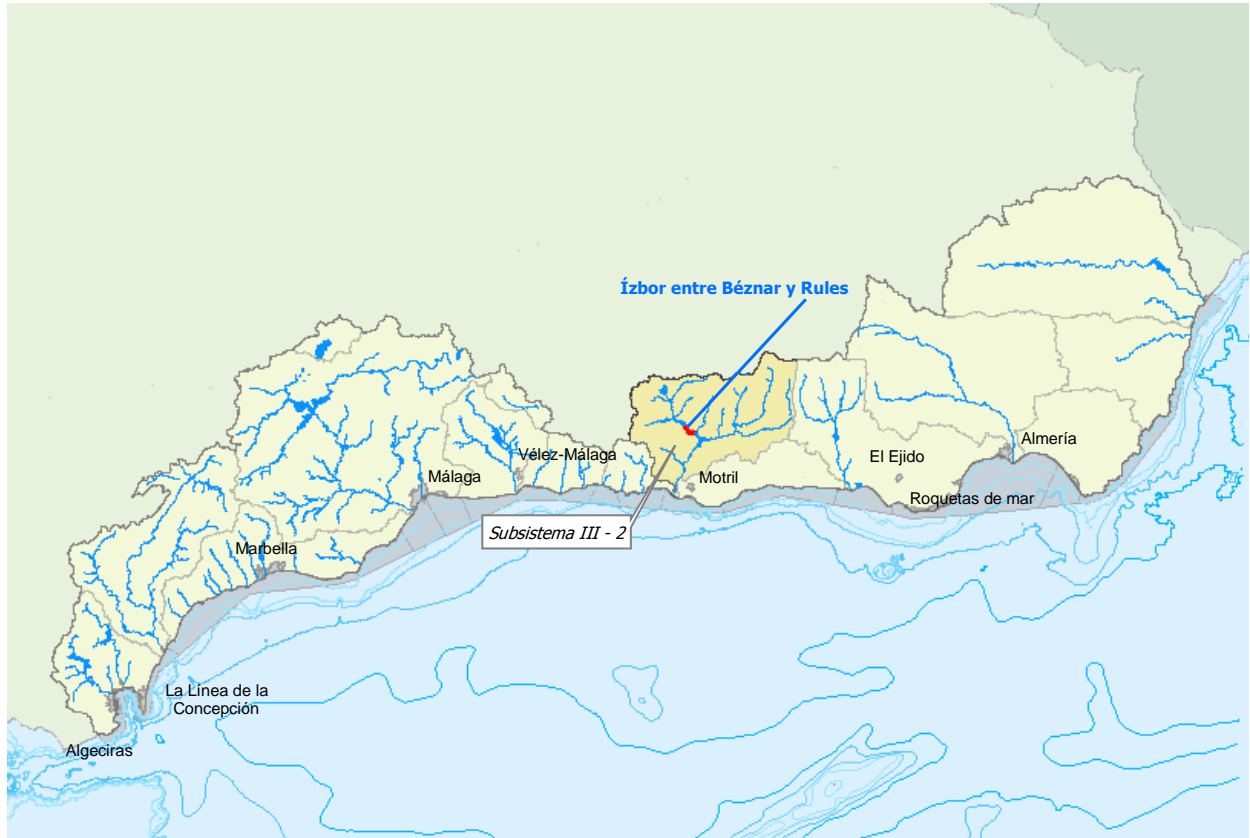 Ízbor entre Béznar y Rules
Almería
El Ejido
Vélez-Málaga
Motril
Málaga
Roquetas de mar
Subsistema III - 2
Marbella
La Línea de la
Concepción
Algeciras